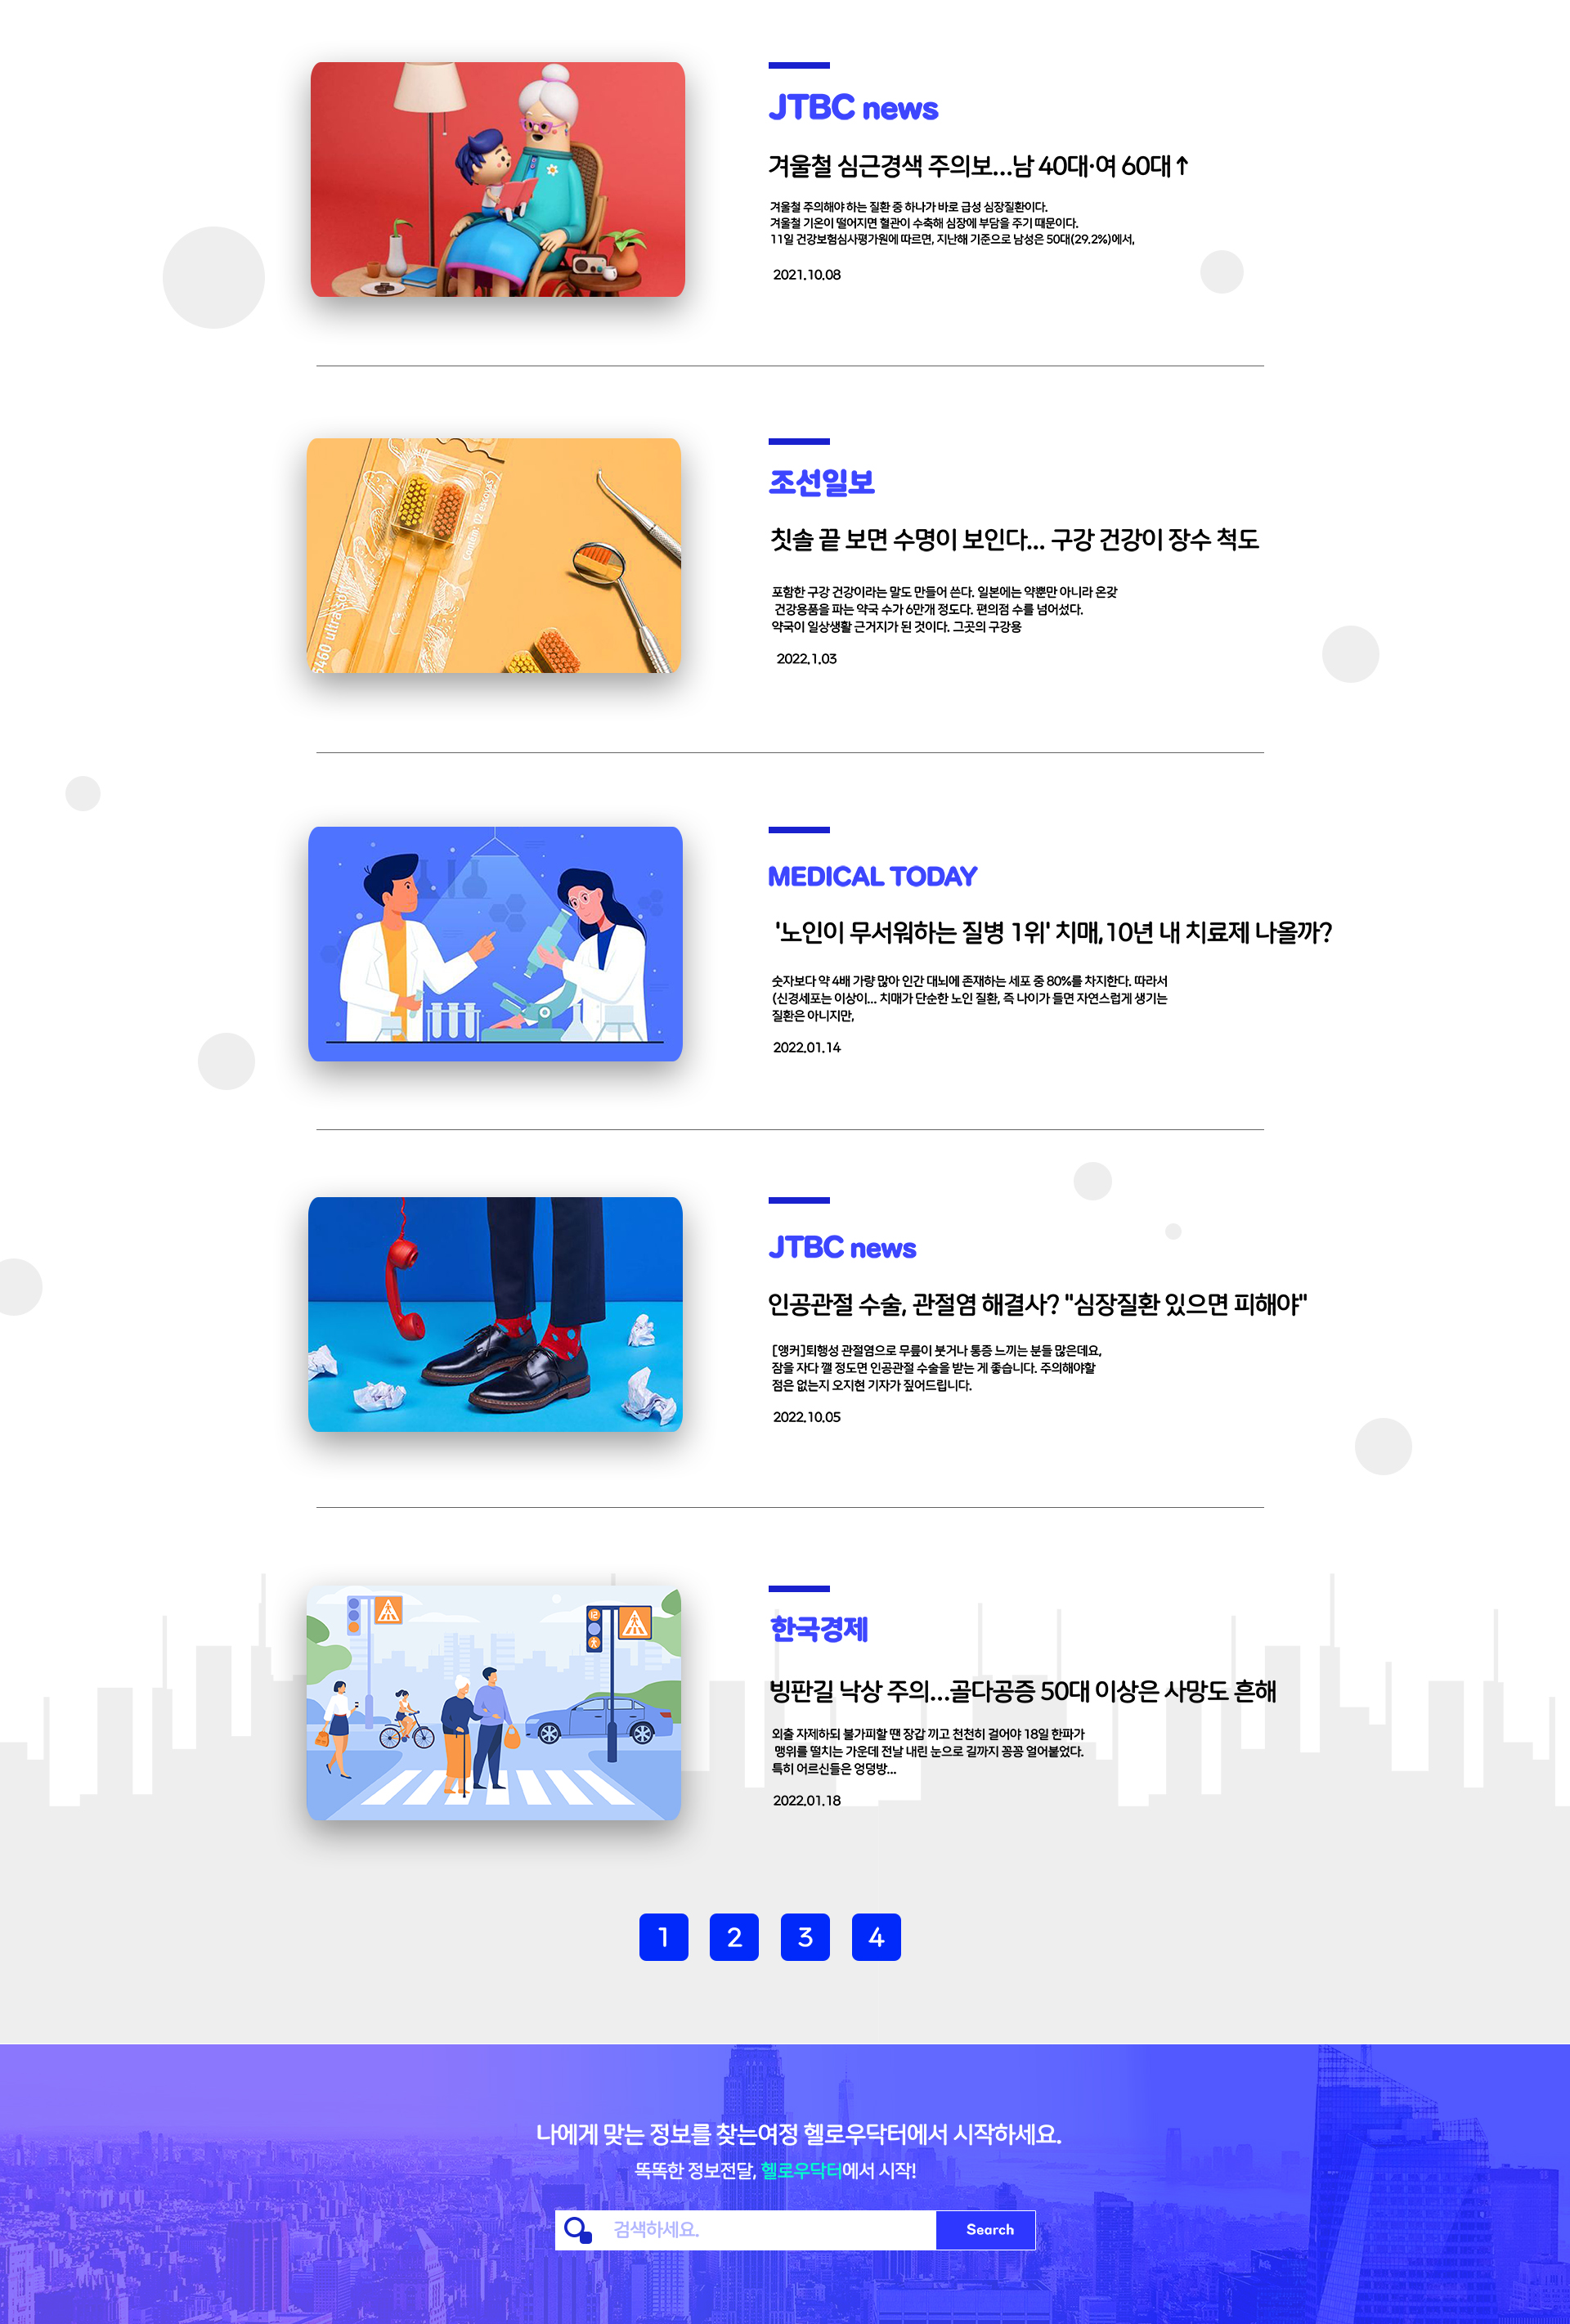 JTBC news
겨울철 심근경색 주의보...남 40대·여 60대↑
겨울철 주의해야 하는 질환 중 하나가 바로 급성 심장질환이다.
겨울철 기온이 떨어지면 혈관이 수축해 심장에 부담을 주기 때문이다.
11일 건강보험심사평가원에 따르면, 지난해 기준으로 남성은 50대(29.2%)에서,
2021.10.08
조선일보
칫솔 끝 보면 수명이 보인다... 구강 건강이 장수 척도
포함한 구강 건강이라는 말도 만들어 쓴다. 일본에는 약뿐만 아니라 온갖
건강용품을 파는 약국 수가 6만개 정도다. 편의점 수를 넘어섰다.
약국이 일상생활 근거지가 된 것이다. 그곳의 구강용
2022.1.03
Contém 02 escovas
5460 ultra soft
MEDICAL TODAY
'노인이 무서워하는 질병 1위' 치매,10년 내 치료제 나올까?
숫자보다 약 4배 가량 많아 인간 대뇌에 존재하는 세포 중 80%를 차지한다. 따라서
(신경세포는 이상이... 치매가 단순한 노인 질환, 즉 나이가 들면 자연스럽게 생기는
질환은 아니지만,
2022.01.14
JTBC news
인공관절 수술, 관절염 해결사? "심장질환 있으면 피해야"
[앵커]퇴행성 관절염으로 무릎이 붓거나 통증 느끼는 분들 많은데요,
잠을 자다 깰 정도면 인공관절 수술을 받는 게 좋습니다. 주의해야할
점은 없는지 오지현 기자가 짚어드립니다.
2022.10.05
한국경제
빙판길 낙상 주의...골다공증 50대 이상은 사망도 흔해
외출 자제하되 불가피할 땐 장갑 끼고 천천히 걸어야 18일 한파가
맹위를 떨치는 가운데 전날 내린 눈으로 길까지 꽁꽁 얼어붙었다.
특히 어르신들은 엉덩방...
2022.01.18
12
1 2 3 4
나에게 맞는 정보를 찾는여정 헬로우닥터에서 시작하세요.
똑똑한 정보전달, 헬로우닥터에서 시작!
검색하세요.
Search